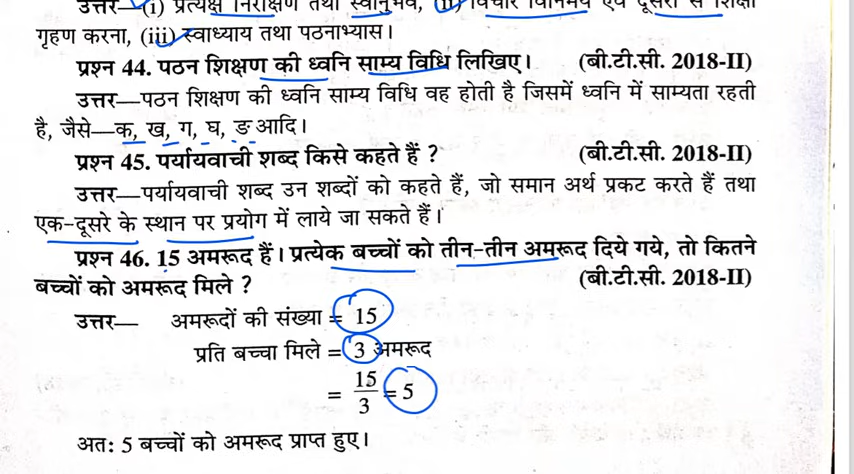 उत्तर—(i) प्रत्यक्ष निरीक्षण तथा स्वानुभव, (ii) विचार विनिमय एवं दूसरों से शिक्षा
गृहण करना, (iii) स्वाध्याय तथा पठनाभ्यास।
प्रश्न 44. पठन शिक्षण की ध्वनि साम्य विधि लिखिए। (बी.टी.सी. 2018-II)
उत्तर—पठन शिक्षण की ध्वनि साम्य विधि वह होती है जिसमें ध्वनि में साम्यता रहती
है, जैसे—क, ख, ग, घ, ङ आदि।
प्रश्न 45. पर्यायवाची शब्द किसे कहते हैं ? (बी.टी.सी. 2018-II)
उत्तर—पर्यायवाची शब्द उन शब्दों को कहते हैं, जो समान अर्थ प्रकट करते हैं तथा
एक-दूसरे के स्थान पर प्रयोग में लाये जा सकते हैं।
प्रश्न 46. 15 अमरूद हैं। प्रत्येक बच्चों को तीन-तीन अमरूद दिये गये, तो कितने
बच्चों को अमरूद मिले ? (बी.टी.सी. 2018-II)
उत्तर— अमरूदों की संख्या = 15
प्रति बच्चा मिले = 3 अमरूद
= 15/3 = 5
अत: 5 बच्चों को अमरूद प्राप्त हुए।